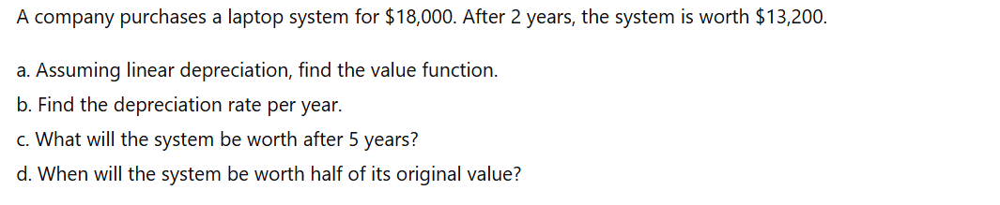 A company purchases a laptop system for $18,000. After 2 years, the system is worth $13,200.
a. Assuming linear depreciation, find the value function.
b. Find the depreciation rate per year.
c. What will the system be worth after 5 years?
d. When will the system be worth half of its original value?